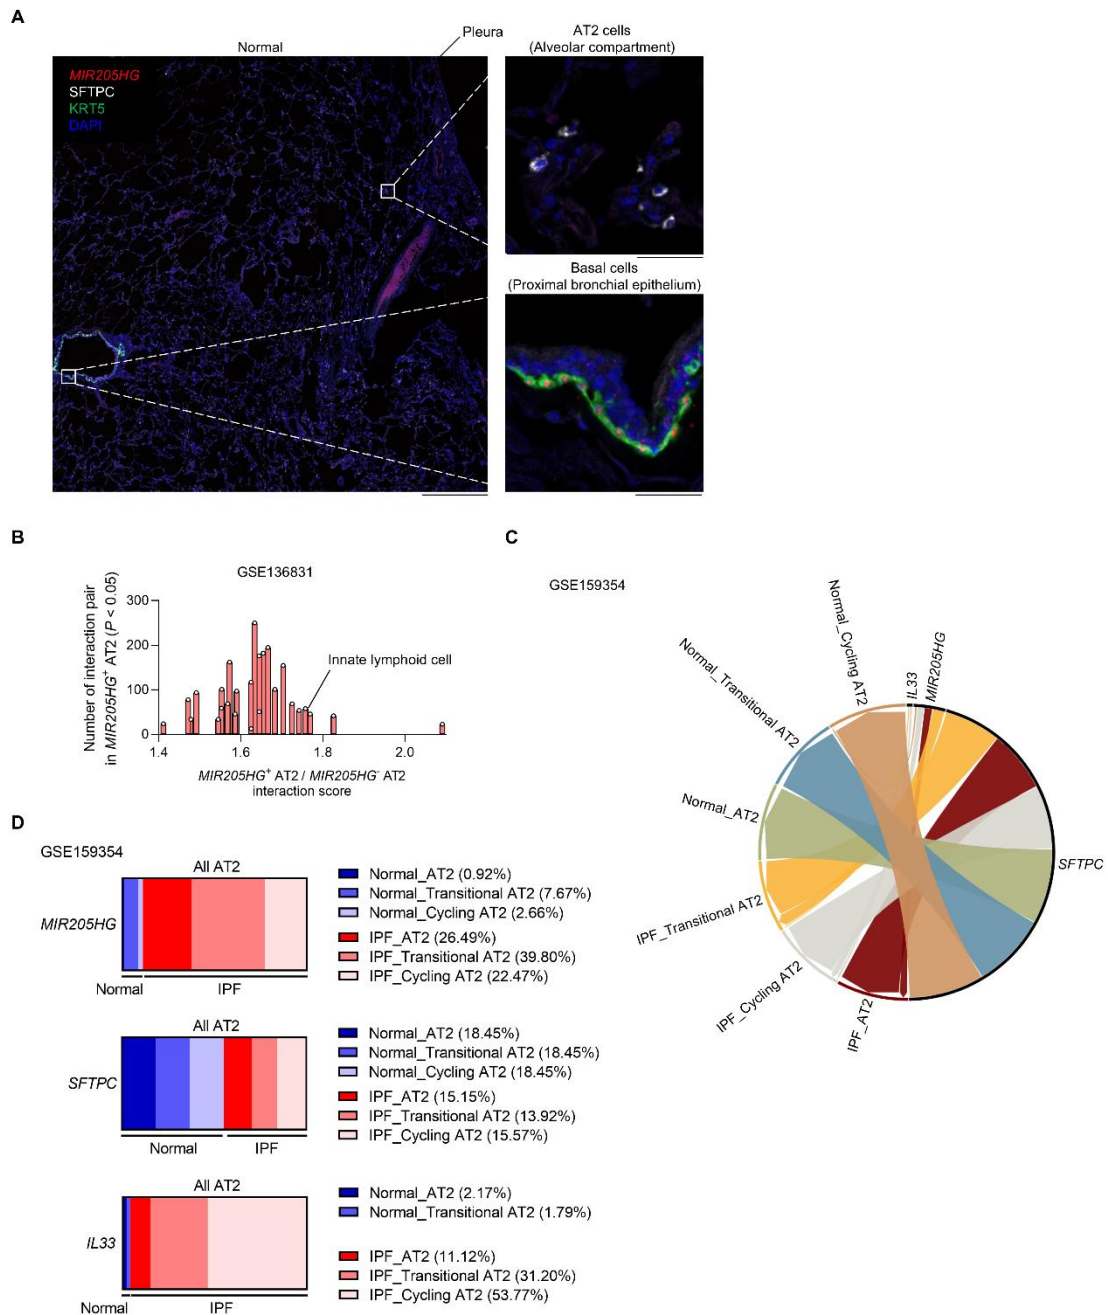 A
Normal
Pleura
AT2 cells
(Alveolar compartment)
MIR205HG
SFTPC
KRT5
DAPI
Basal cells
(Proximal bronchial epithelium)
B
GSE136831
Number of interaction pair
in MIR205HG+ AT2 (P < 0.05)
300
200
100
0
Innate lymphoid cell
1.4
1.6
1.8
2.0
MIR205HG+ AT2 / MIR205HG- AT2
interaction score
C
GSE159354
Normal_Cycling AT2
IL33
MIR205HG
Normal_Transitional AT2
Normal_AT2
SFTPC
IPF_Transitional AT2
IPF_Cycling AT2
IPF_AT2
D
GSE159354
All AT2
MIR205HG
Normal
IPF
Normal_AT2 (0.92%)
Normal_Transitional AT2 (7.67%)
Normal_Cycling AT2 (2.66%)
IPF_AT2 (26.49%)
IPF_Transitional AT2 (39.80%)
IPF_Cycling AT2 (22.47%)
All AT2
SFTPC
Normal
IPF
Normal_AT2 (18.45%)
Normal_Transitional AT2 (18.45%)
Normal_Cycling AT2 (18.45%)
IPF_AT2 (15.15%)
IPF_Transitional AT2 (13.92%)
IPF_Cycling AT2 (15.57%)
All AT2
IL33
Normal
IPF
Normal_AT2 (2.17%)
Normal_Transitional AT2 (1.79%)
IPF_AT2 (11.12%)
IPF_Transitional AT2 (31.20%)
IPF_Cycling AT2 (53.77%)